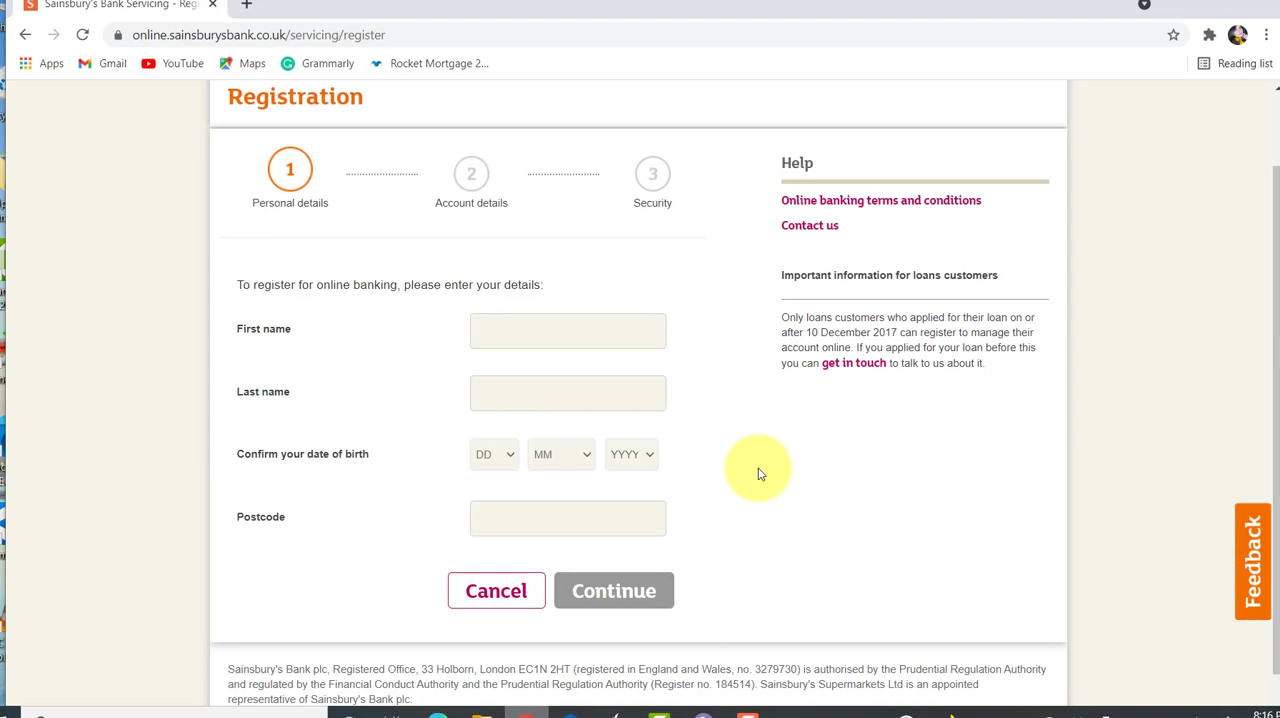 S Sainsbury's Bank Servicing - Regi
online.sainsburysbank.co.uk/servicing/register
Apps Gmail YouTube Maps Grammarly Rocket Mortgage 2... Reading list
Registration
1 2 3
Personal details Account details Security
To register for online banking, please enter your details:
First name
Last name
Confirm your date of birth DD MM YYYY
Postcode
Cancel Continue
Help
Online banking terms and conditions
Contact us
Important information for loans customers
Only loans customers who applied for their loan on or
after 10 December 2017 can register to manage their
account online. If you applied for your loan before this
you can get in touch to talk to us about it.
Feedback
Sainsbury's Bank plc, Registered Office, 33 Holborn, London EC1N 2HT (registered in England and Wales, no. 3279730) is authorised by the Prudential Regulation Authority
and regulated by the Financial Conduct Authority and the Prudential Regulation Authority (Register no. 184514). Sainsbury's Supermarkets Ltd is an appointed
representative of Sainsbury's Bank plc.
8:16 P